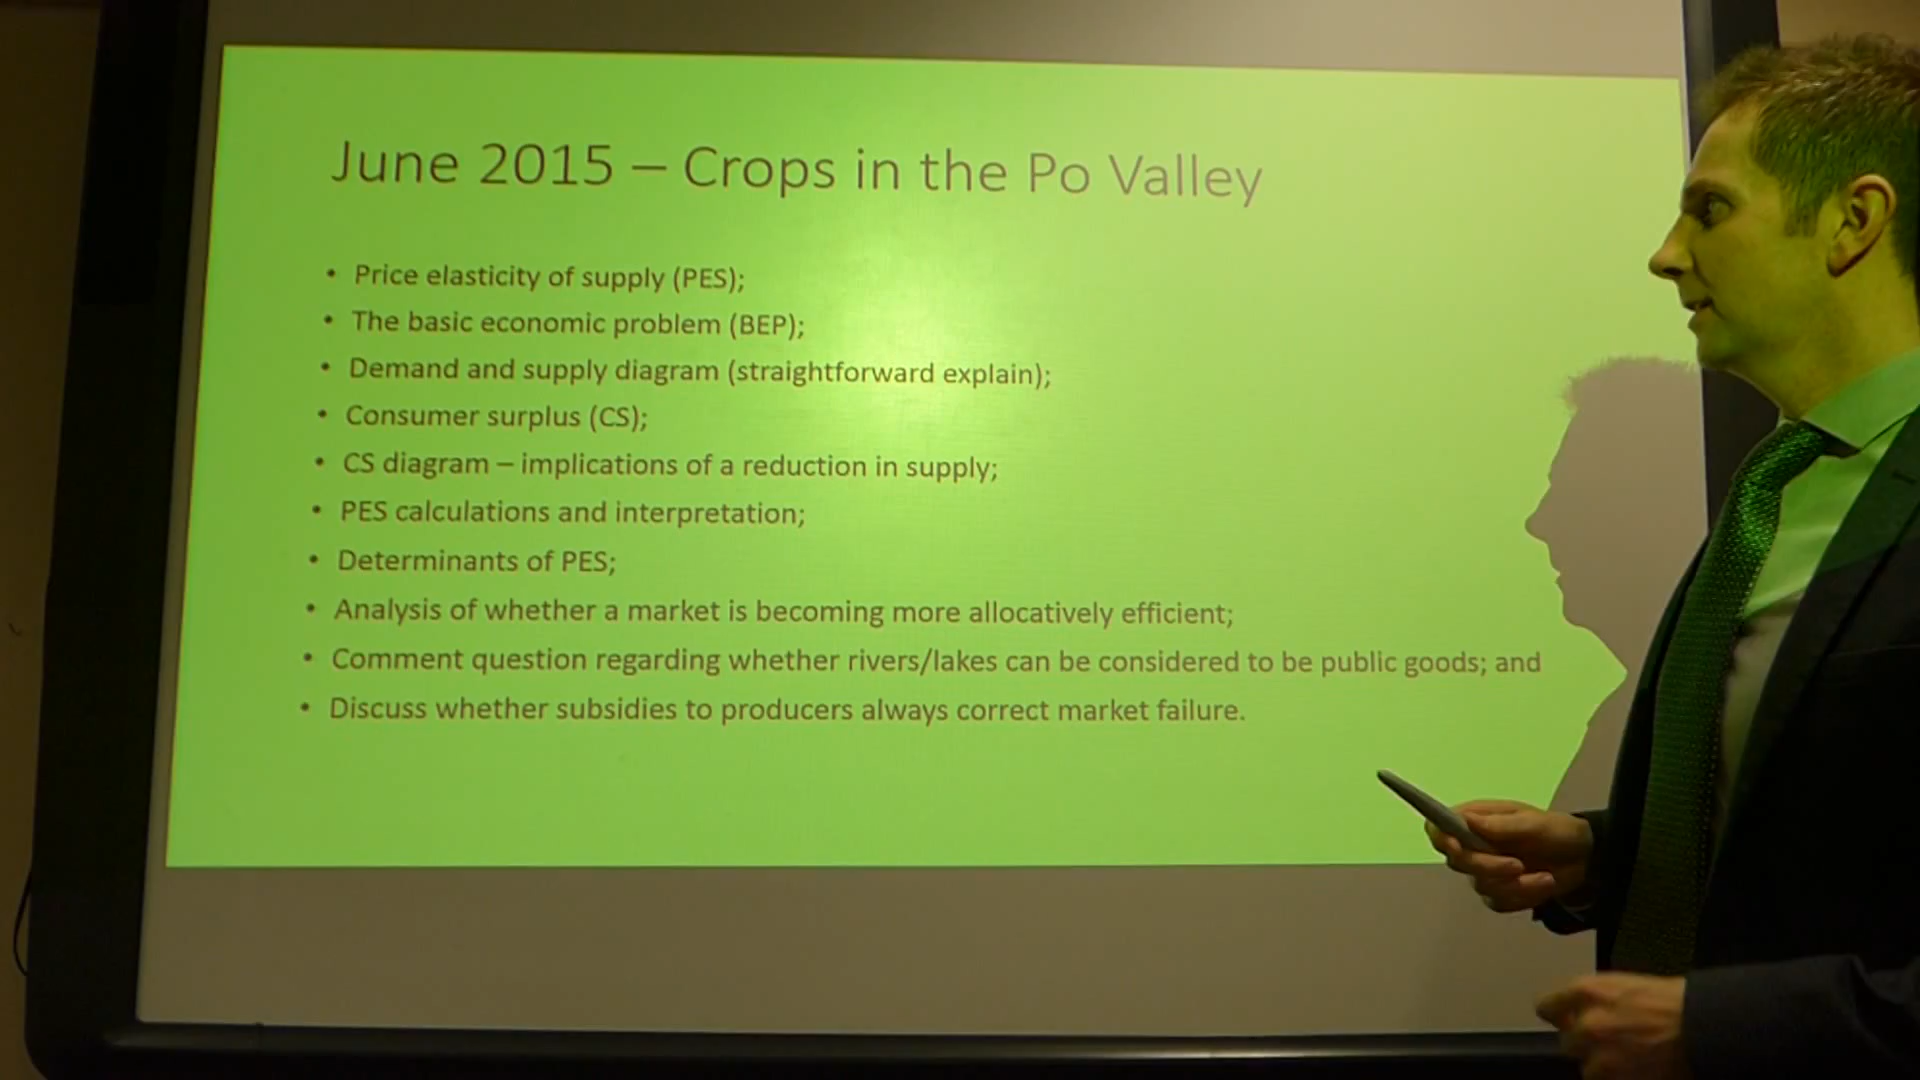 June 2015 – Crops in the Po Valley
• Price elasticity of supply (PES);
• The basic economic problem (BEP);
• Demand and supply diagram (straightforward explain);
• Consumer surplus (CS);
• CS diagram – implications of a reduction in supply;
• PES calculations and interpretation;
• Determinants of PES;
• Analysis of whether a market is becoming more allocatively efficient;
• Comment question regarding whether rivers/lakes can be considered to be public goods; and
• Discuss whether subsidies to producers always correct market failure.